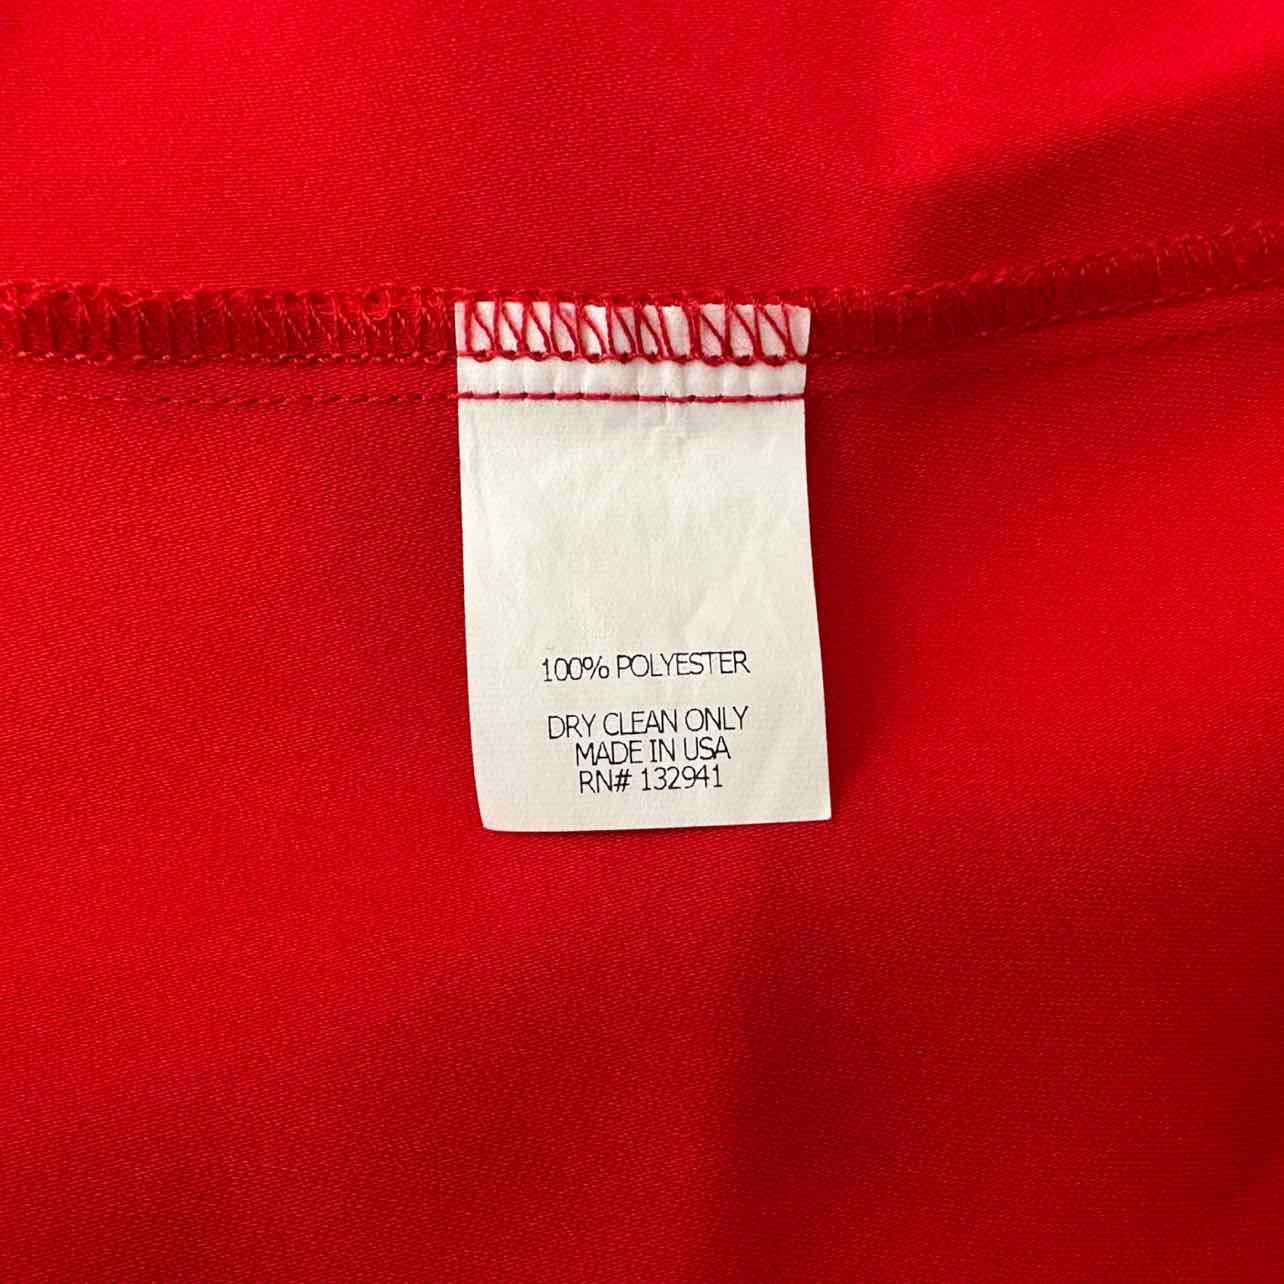 100% POLYESTER
DRY CLEAN ONLY
MADE IN USA
RN# 132941